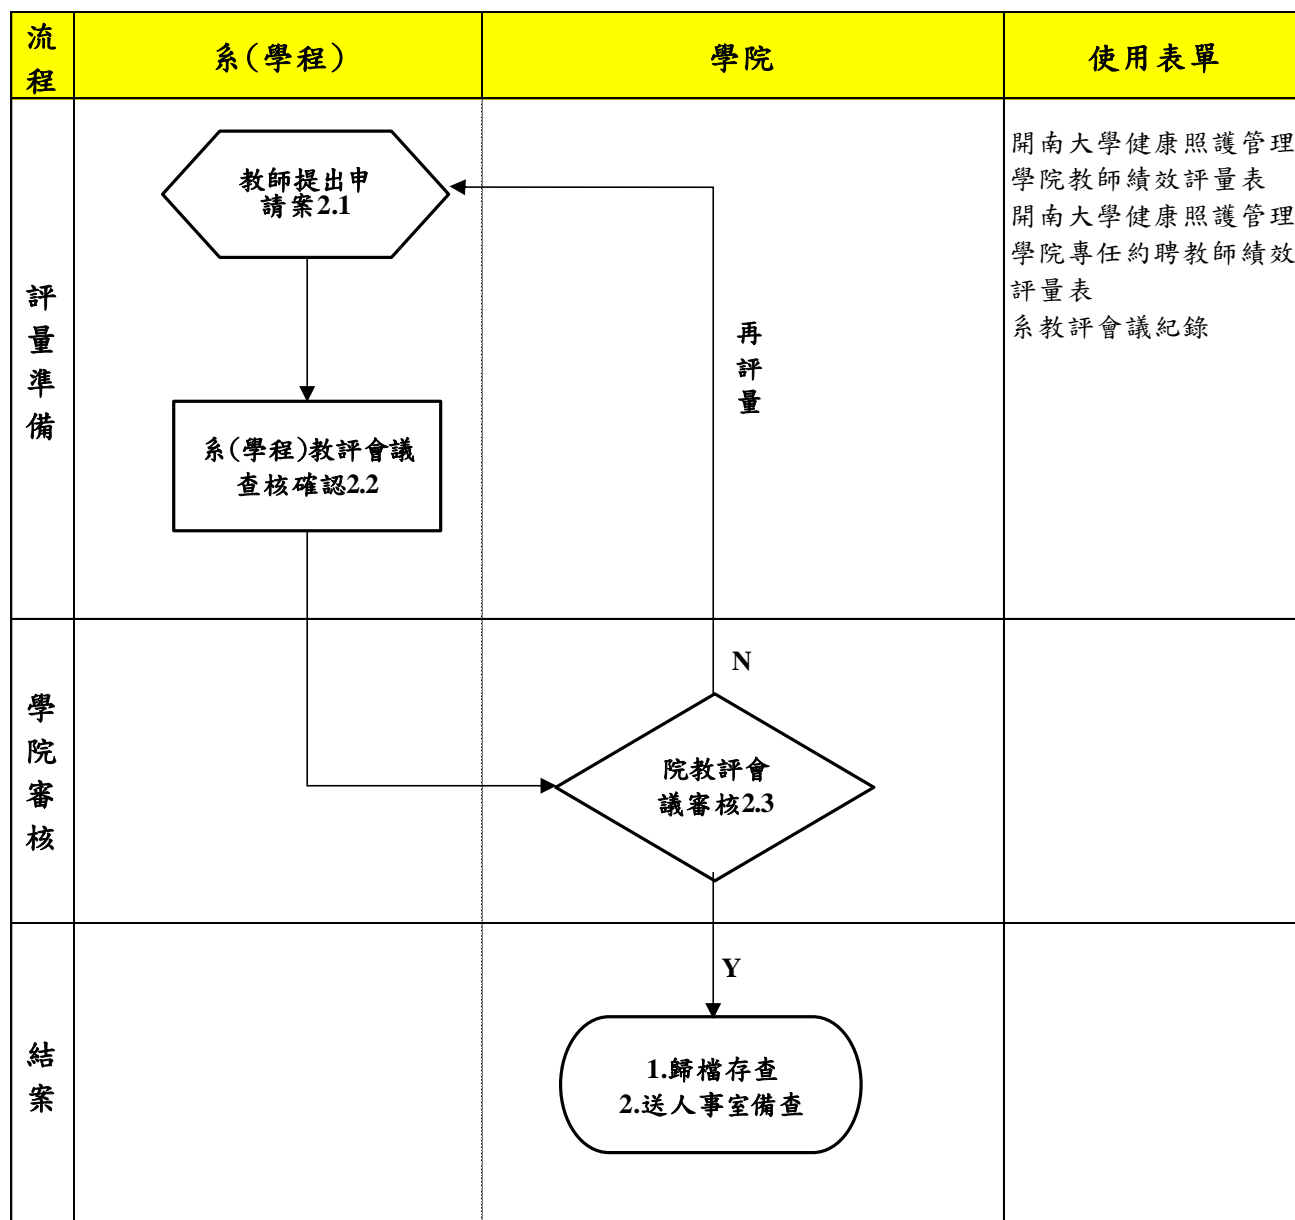 流
程
系(學程)
學院
使用表單
評
量
準
備
教師提出申
請案2.1
系(學程)教評會議
查核確認2.2
再
評
量
開南大學健康照護管理
學院教師績效評量表
開南大學健康照護管理
學院專任約聘教師績效
評量表
系教評會議紀錄
學
院
審
核
N
院教評會
議審核2.3
結
案
Y
1.歸檔存查
2.送人事室備查